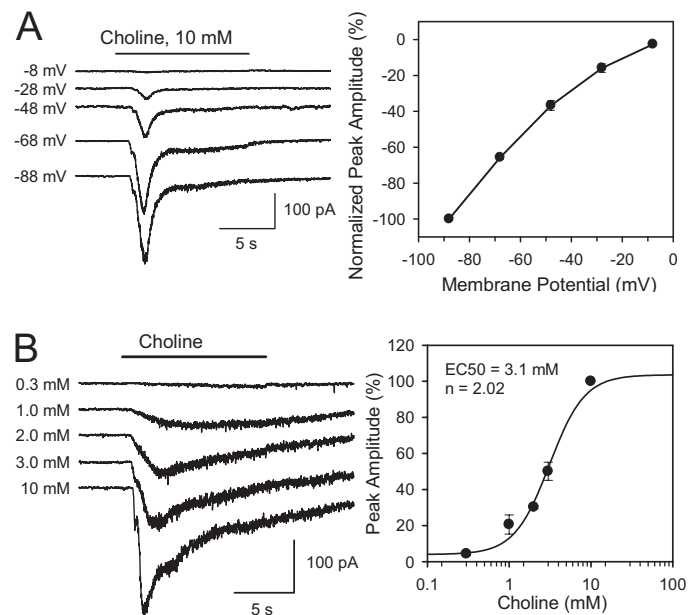 A
Choline, 10 mM
-8 mV
-28 mV
-48 mV
-68 mV
-88 mV
100 pA
5 s
Normalized Peak Amplitude (%)
0
-20
-40
-60
-80
-100
-100 -80 -60 -40 -20 0
Membrane Potential (mV)
B
Choline
0.3 mM
1.0 mM
2.0 mM
3.0 mM
10 mM
100 pA
5 s
Peak Amplitude (%)
120
100
80
60
40
20
0
EC50 = 3.1 mM
n = 2.02
0.1 1 10 100
Choline (mM)